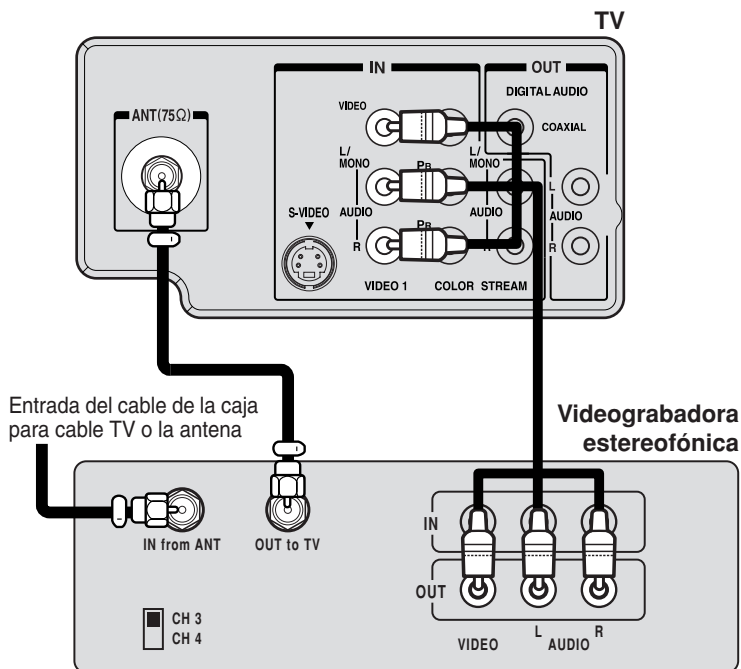 TV
IN
OUT
DIGITAL AUDIO
ANT(75Ω)
VIDEO
COAXIAL
L/
MONO
PB
L/
MONO
L
S-VIDEO
AUDIO
AUDIO
AUDIO
PR
R
R
VIDEO 1
COLOR STREAM
Entrada del cable de la caja
para cable TV o la antena
Videograbadora
estereofónica
IN
IN from ANT
OUT to TV
OUT
CH 3
CH 4
VIDEO
L
AUDIO
R